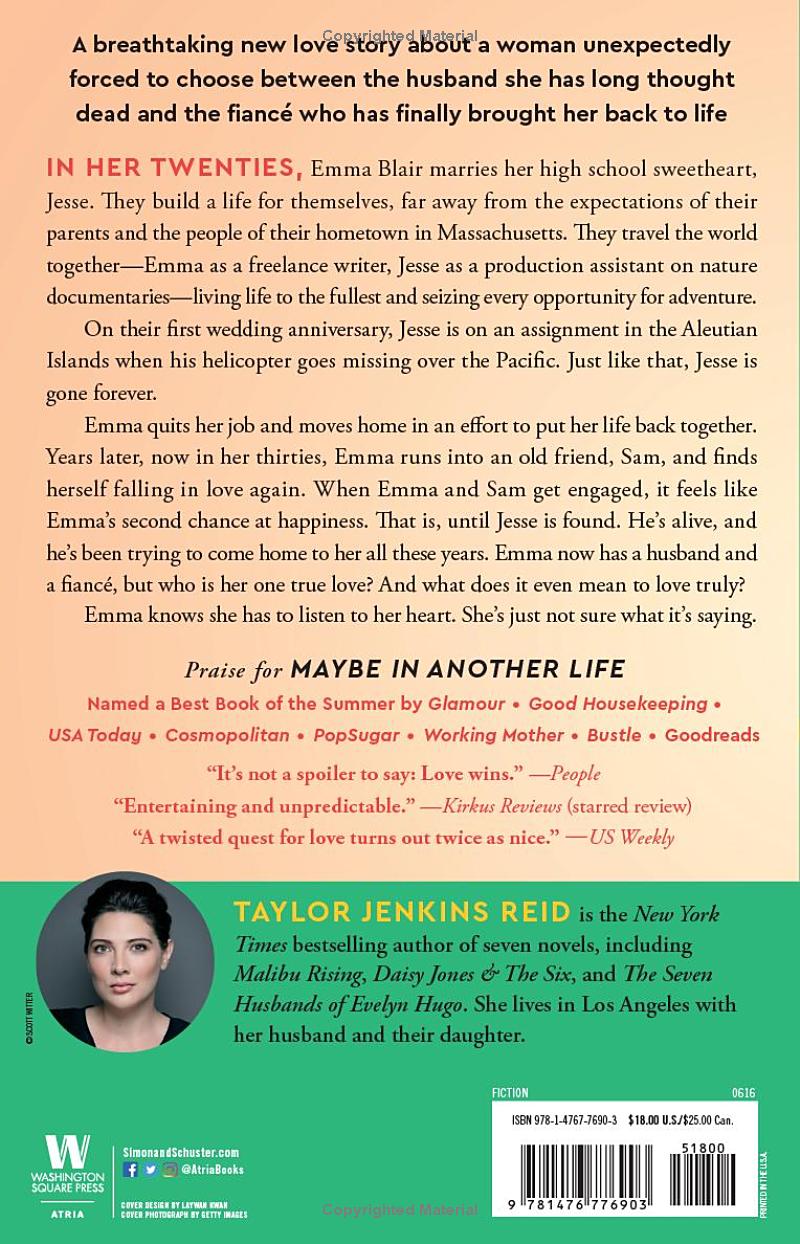 Copyrighted Material
A breathtaking new love story about a woman unexpectedly
forced to choose between the husband she has long thought
dead and the fiancé who has finally brought her back to life
IN HER TWENTIES, Emma Blair marries her high school sweetheart,
Jesse. They build a life for themselves, far away from the expectations of their
parents and the people of their hometown in Massachusetts. They travel the world
together—Emma as a freelance writer, Jesse as a production assistant on nature
documentaries—living life to the fullest and seizing every opportunity for adventure.
On their first wedding anniversary, Jesse is on an assignment in the Aleutian
Islands when his helicopter goes missing over the Pacific. Just like that, Jesse is
gone forever.
Emma quits her job and moves home in an effort to put her life back together.
Years later, now in her thirties, Emma runs into an old friend, Sam, and finds
herself falling in love again. When Emma and Sam get engaged, it feels like
Emma's second chance at happiness. That is, until Jesse is found. He's alive, and
he's been trying to come home to her all these years. Emma now has a husband and
a fiancé, but who is her one true love? And what does it even mean to love truly?
Emma knows she has to listen to her heart. She's just not sure what it's saying.
Praise for MAYBE IN ANOTHER LIFE
Named a Best Book of the Summer by Glamour • Good Housekeeping •
USA Today • Cosmopolitan • PopSugar • Working Mother • Bustle • Goodreads
“It's not a spoiler to say: Love wins.” —People
“Entertaining and unpredictable.” —Kirkus Reviews (starred review)
“A twisted quest for love turns out twice as nice.” —US Weekly
TAYLOR JENKINS REID is the New York
Times bestselling author of seven novels, including
Malibu Rising, Daisy Jones & The Six, and The Seven
Husbands of Evelyn Hugo. She lives in Los Angeles with
her husband and their daughter.
© SCOTT WITTER
FICTION 0616
ISBN 978-1-4767-7690-3 $18.00 U.S./$25.00 Can.
51800
9 781476 776903
PRINTED IN THE U.S.A.
W
WASHINGTON
SQUARE PRESS
ATRIA
SimonandSchuster.com
@AtriaBooks
COVER DESIGN BY LAYWAN KWAN
COVER PHOTOGRAPH BY GETTY IMAGES
Copyrighted Material